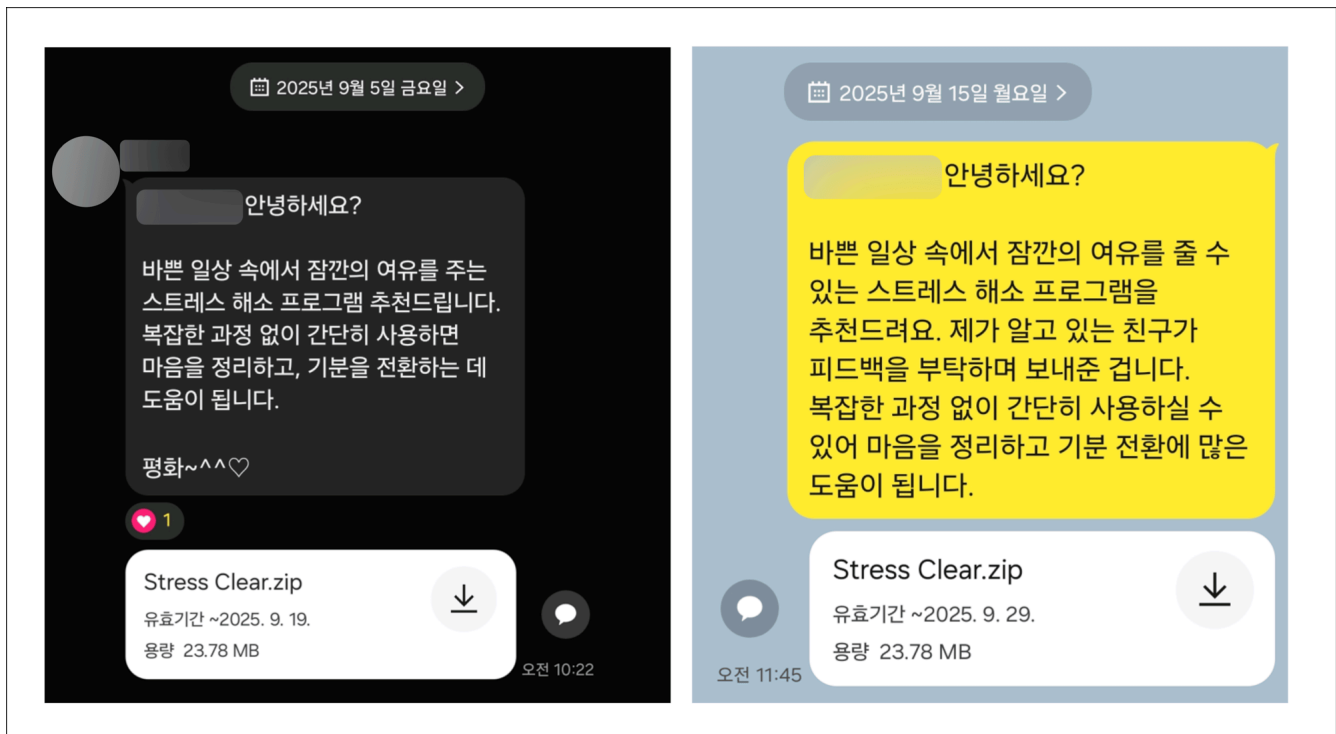 2025년 9월 5일 금요일 >
안녕하세요?
바쁜 일상 속에서 잠깐의 여유를 주는
스트레스 해소 프로그램 추천드립니다.
복잡한 과정 없이 간단히 사용하면
마음을 정리하고, 기분을 전환하는 데
도움이 됩니다.
평화~^^♡
1
Stress Clear.zip
유효기간 ~2025. 9. 19.
용량 23.78 MB
오전 10:22
2025년 9월 15일 월요일 >
안녕하세요?
바쁜 일상 속에서 잠깐의 여유를 줄 수
있는 스트레스 해소 프로그램을
추천드려요. 제가 알고 있는 친구가
피드백을 부탁하며 보내준 겁니다.
복잡한 과정 없이 간단히 사용하실 수
있어 마음을 정리하고 기분 전환에 많은
도움이 됩니다.
Stress Clear.zip
유효기간 ~2025. 9. 29.
용량 23.78 MB
오전 11:45